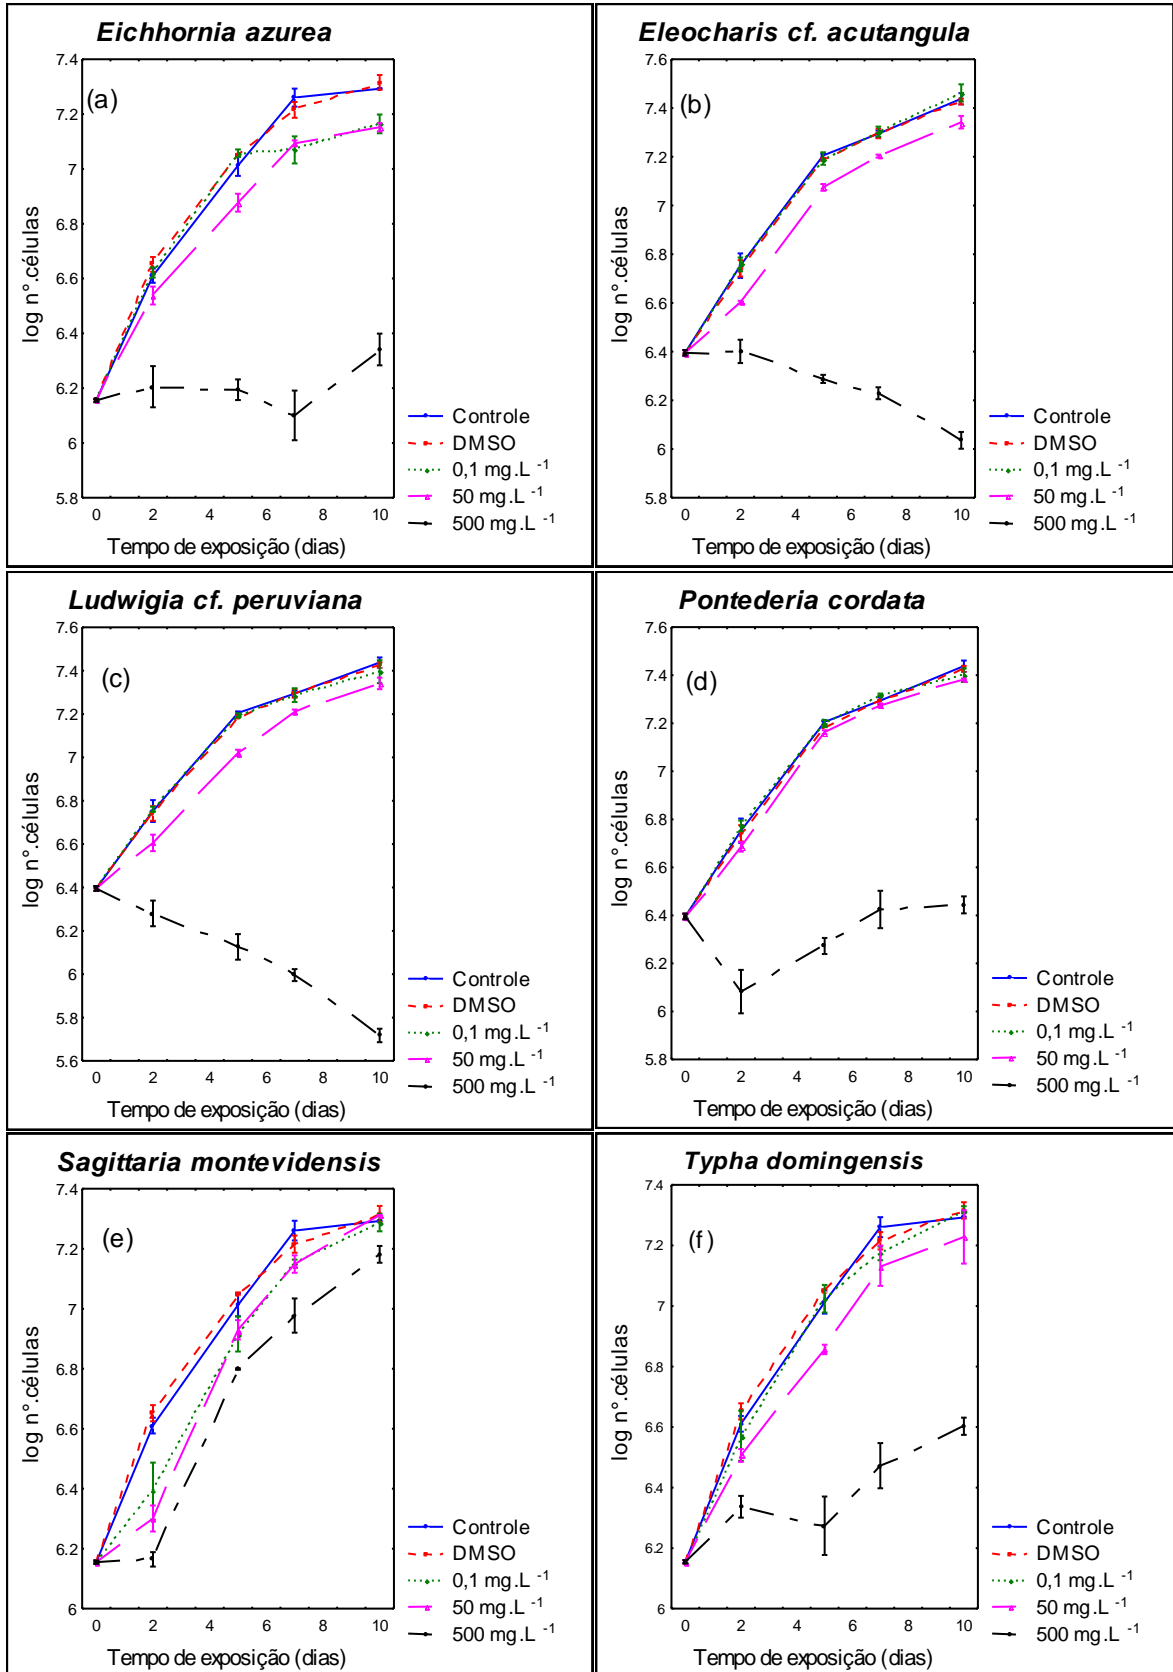 Eichhornia azurea
(a)
log n°.células
7.4
7.2
7
6.8
6.6
6.4
6.2
6
5.8
0 2 4 6 8 10
Tempo de exposição (dias)
Controle
DMSO
0,1 mg.L -1
50 mg.L -1
500 mg.L -1
Eleocharis cf. acutangula
(b)
log n°.células
7.6
7.4
7.2
7
6.8
6.6
6.4
6.2
6
5.8
0 2 4 6 8 10
Tempo de exposição (dias)
Controle
DMSO
0,1 mg.L -1
50 mg.L -1
500 mg.L -1
Ludwigia cf. peruviana
(c)
log n°.células
7.6
7.4
7.2
7
6.8
6.6
6.4
6.2
6
5.8
5.6
0 2 4 6 8 10
Tempo de exposição (dias)
Controle
DMSO
0,1 mg.L -1
50 mg.L -1
500 mg.L -1
Pontederia cordata
(d)
log n°.células
7.6
7.4
7.2
7
6.8
6.6
6.4
6.2
6
5.8
0 2 4 6 8 10
Tempo de exposição (dias)
Controle
DMSO
0,1 mg.L -1
50 mg.L -1
500 mg.L -1
Sagittaria montevidensis
(e)
log n°.células
7.4
7.2
7
6.8
6.6
6.4
6.2
6
0 2 4 6 8 10
Tempo de exposição (dias)
Controle
DMSO
0,1 mg.L -1
50 mg.L -1
500 mg.L -1
Typha domingensis
(f)
log n°.células
7.4
7.2
7
6.8
6.6
6.4
6.2
6
0 2 4 6 8 10
Tempo de exposição (dias)
Controle
DMSO
0,1 mg.L -1
50 mg.L -1
500 mg.L -1